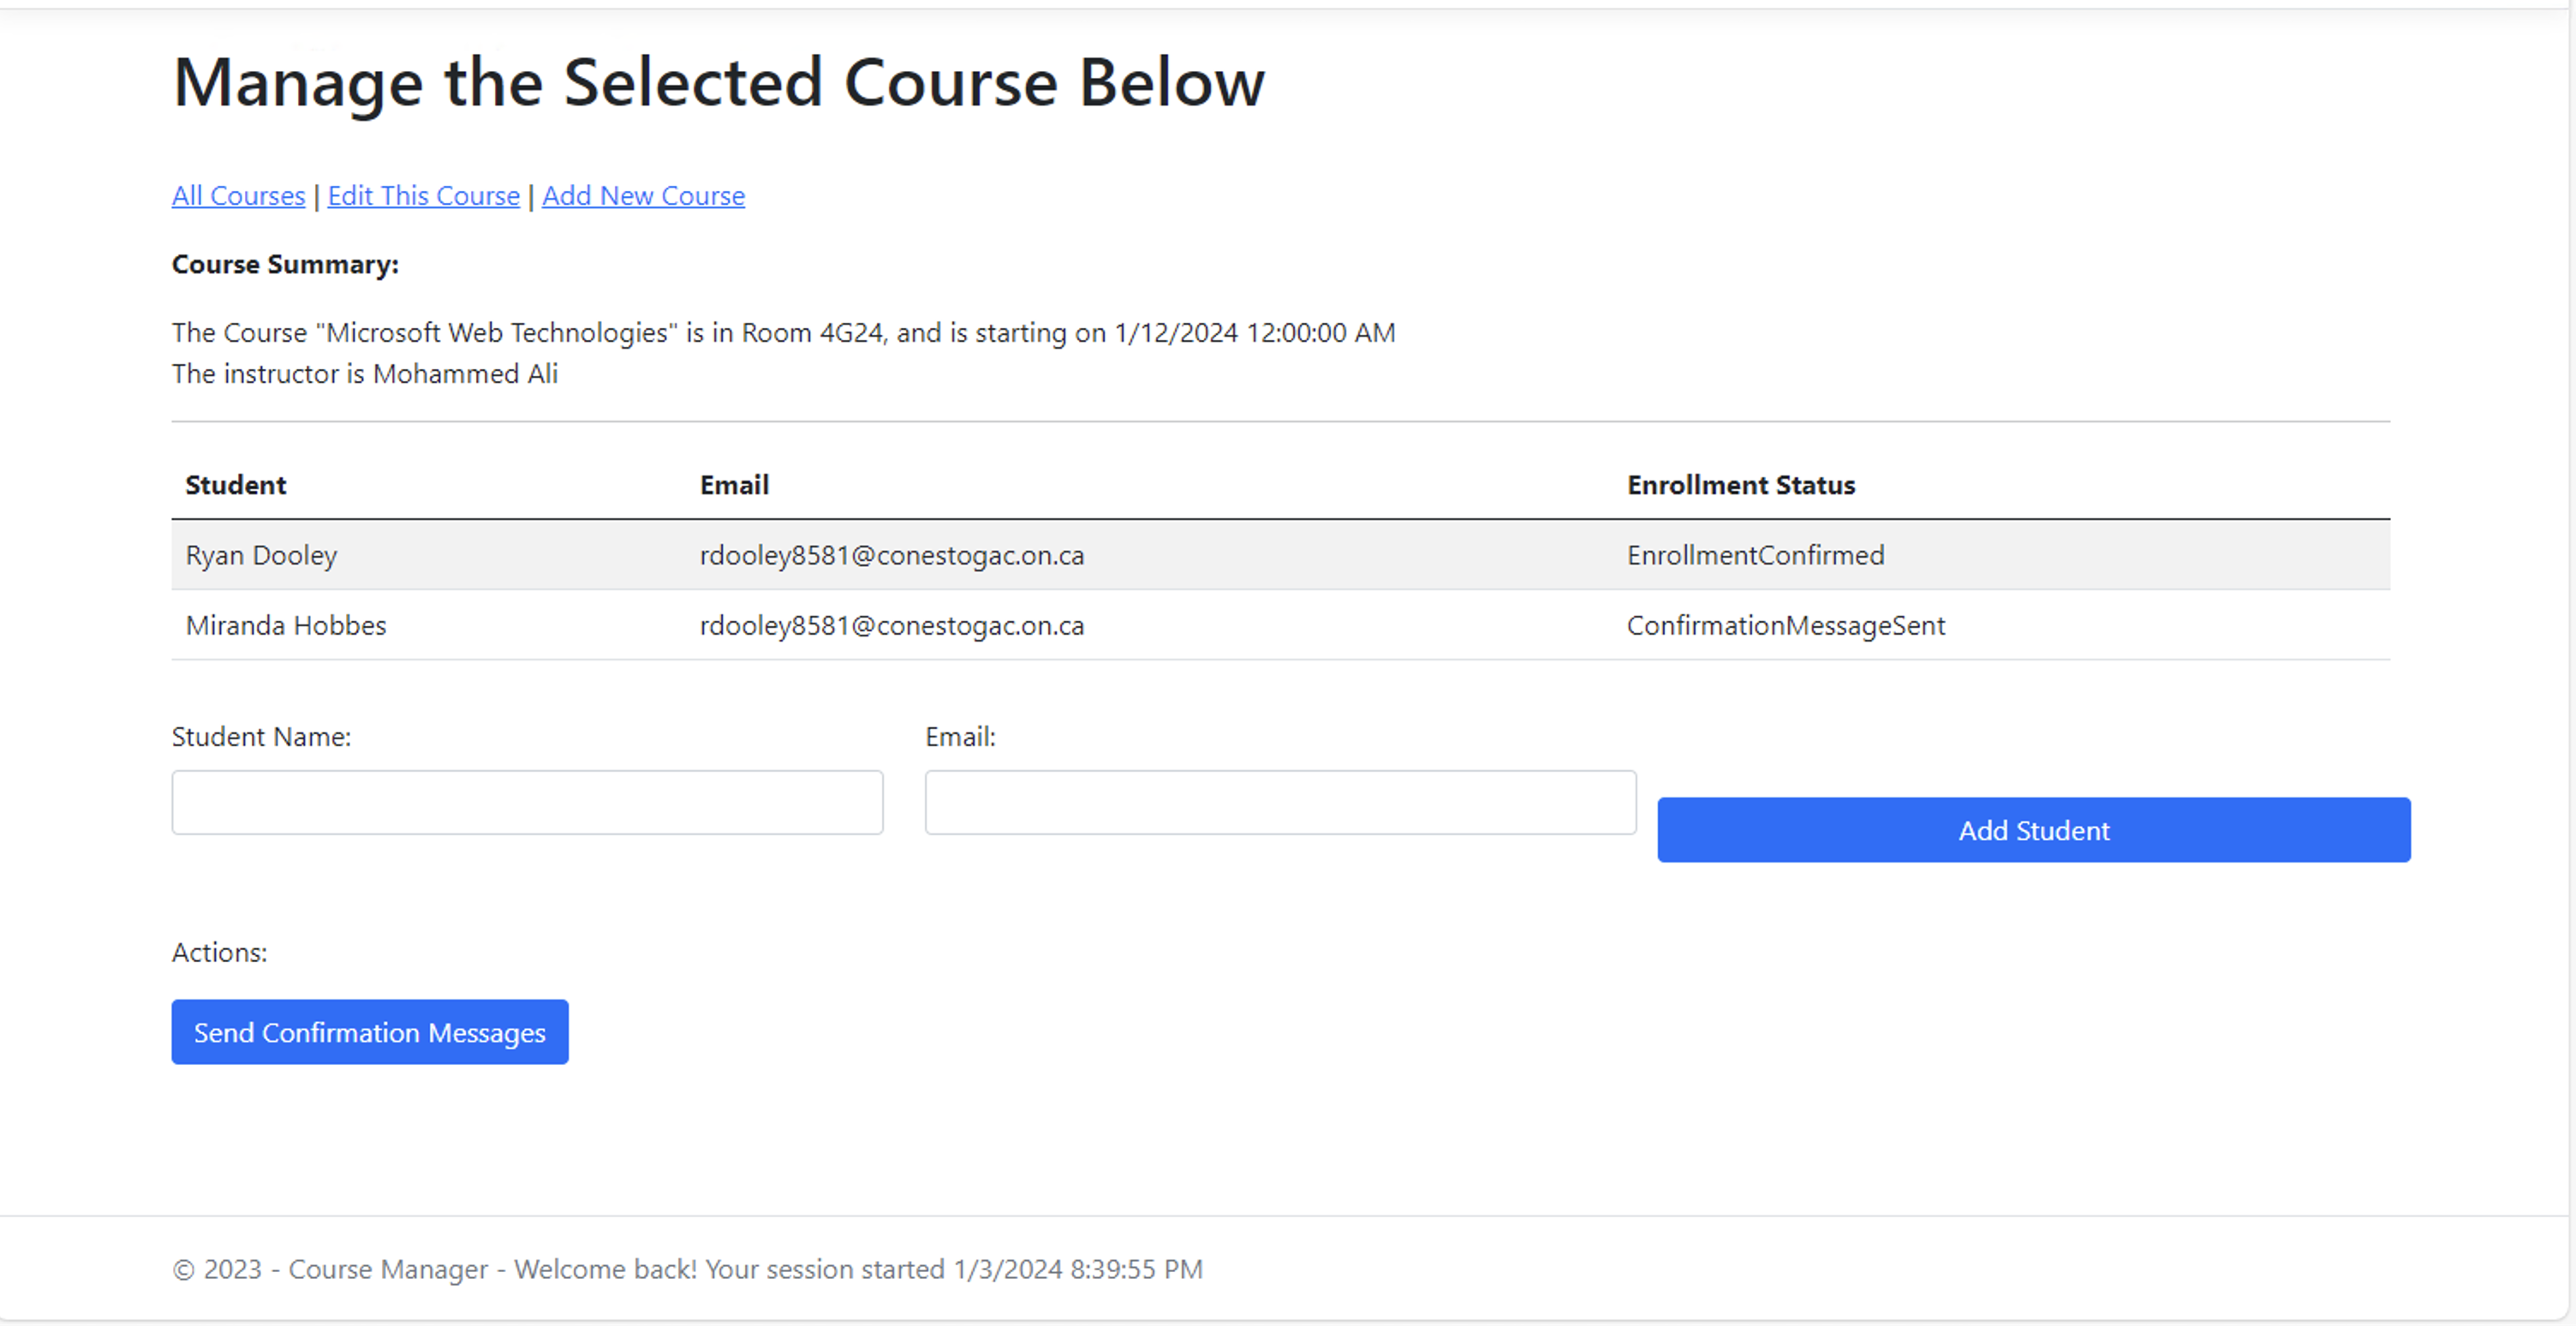 Manage the Selected Course Below
All Courses | Edit This Course | Add New Course
Course Summary:
The Course "Microsoft Web Technologies" is in Room 4G24, and is starting on 1/12/2024 12:00:00 AM
The instructor is Mohammed Ali
Student Email Enrollment Status
Ryan Dooley rdooley8581@conestogac.on.ca EnrollmentConfirmed
Miranda Hobbes rdooley8581@conestogac.on.ca ConfirmationMessageSent
Student Name: Email:
Add Student
Actions:
Send Confirmation Messages
© 2023 - Course Manager - Welcome back! Your session started 1/3/2024 8:39:55 PM